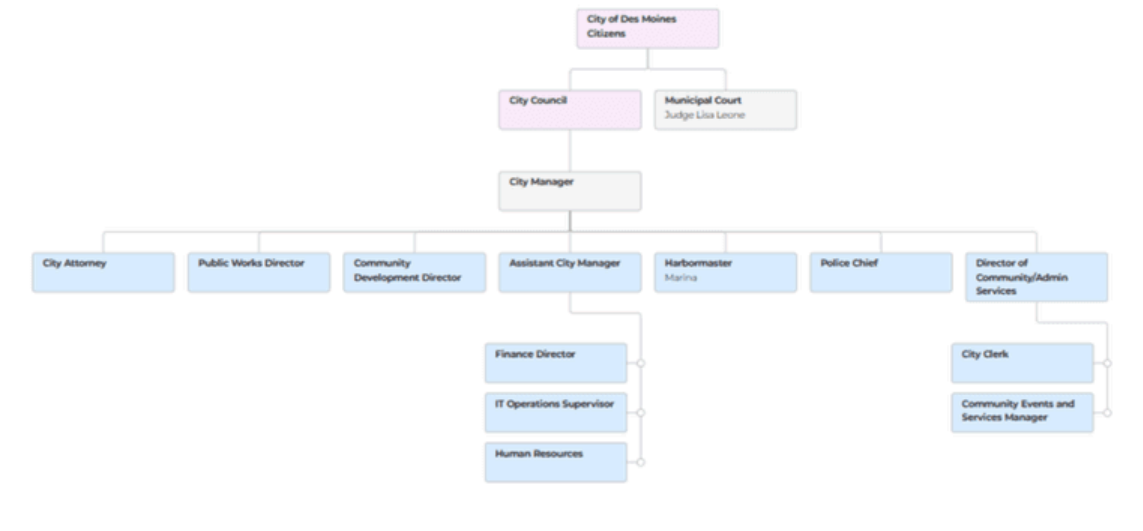 City of Des Moines
Citizens
City Council
Municipal Court
Judge Lisa Leone
City Manager
City Attorney
Public Works Director
Community
Development Director
Assistant City Manager
Harbormaster
Marina
Police Chief
Director of
Community/Admin
Services
Finance Director
IT Operations Supervisor
Human Resources
City Clerk
Community Events and
Services Manager